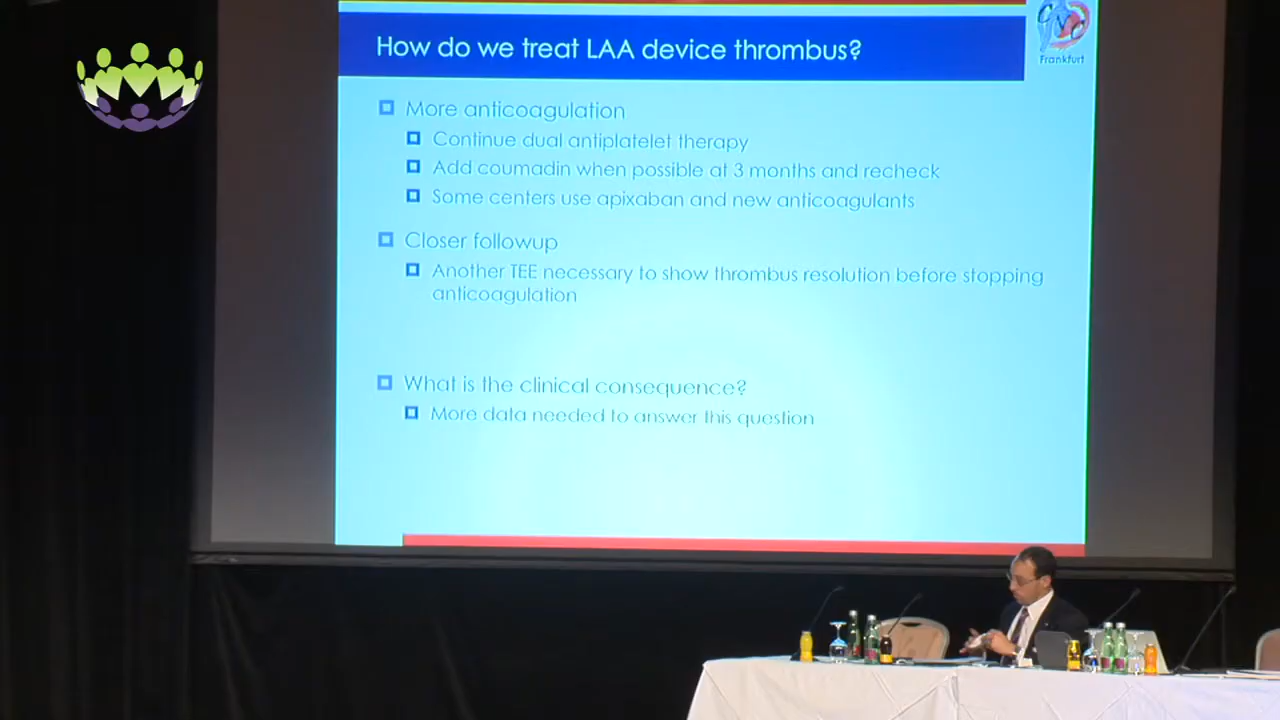 How do we treat LAA device thrombus?
Frankfurt
More anticoagulation
Continue dual antiplatelet therapy
Add coumadin when possible at 3 months and recheck
Some centers use apixaban and new anticoagulants
Closer followup
Another TEE necessary to show thrombus resolution before stopping
anticoagulation
What is the clinical consequence?
More data needed to answer this question